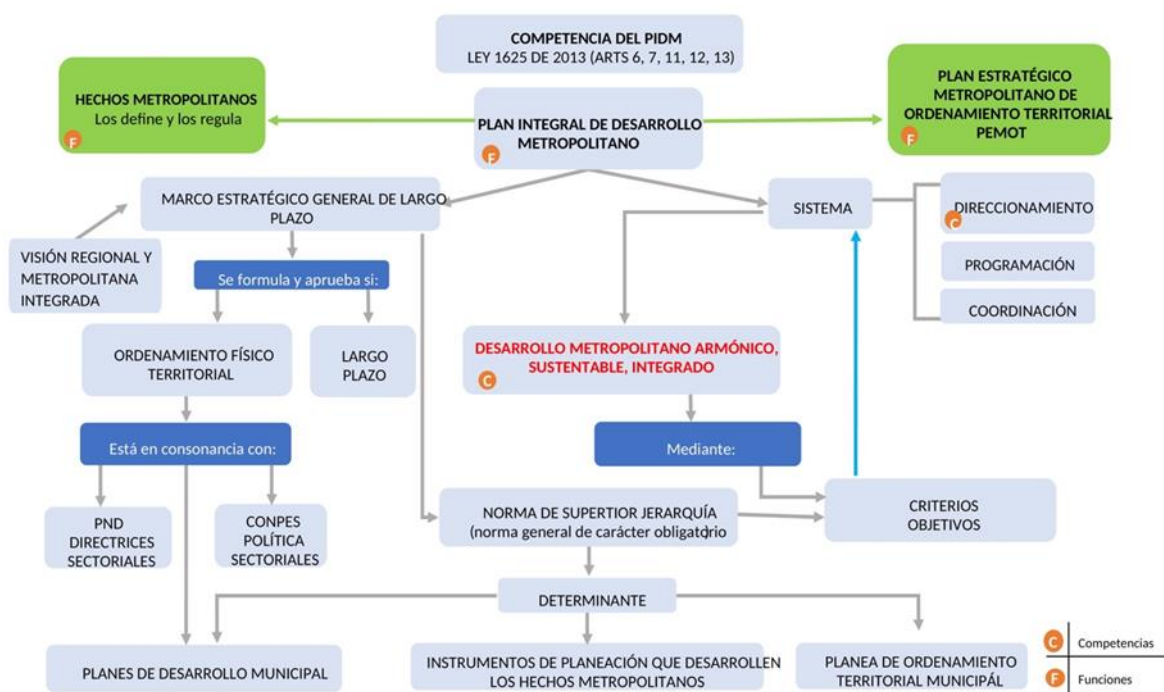 COMPETENCIA DEL PIDM
LEY 1625 DE 2013 (ARTS 6, 7, 11, 12, 13)
HECHOS METROPOLITANOS
Los define y los regula
F
PLAN INTEGRAL DE DESARROLLO
METROPOLITANO
F
PLAN ESTRATÉGICO
METROPOLITANO DE
ORDENAMIENTO TERRITORIAL
PEMOT
F
MARCO ESTRATÉGICO GENERAL DE LARGO
PLAZO
SISTEMA
DIRECCIONAMIENTO
C
PROGRAMACIÓN
COORDINACIÓN
VISIÓN REGIONAL Y
METROPOLITANA
INTEGRADA
Se formula y aprueba si:
ORDENAMIENTO FÍSICO
TERRITORIAL
LARGO
PLAZO
DESARROLLO METROPOLITANO ARMÓNICO,
SUSTENTABLE, INTEGRADO
C
Está en consonancia con:
Mediante:
PND
DIRECTRICES
SECTORIALES
CONPES
POLÍTICA
SECTORIALES
NORMA DE SUPERTIOR JERARQUÍA
(norma general de carácter obligatorio)
CRITERIOS
OBJETIVOS
DETERMINANTE
PLANES DE DESARROLLO MUNICIPAL
INSTRUMENTOS DE PLANEACIÓN QUE DESARROLLEN
LOS HECHOS METROPOLITANOS
PLANEA DE ORDENAMIENTO
TERRITORIAL MUNICIPÁL
C Competencias
F Funciones